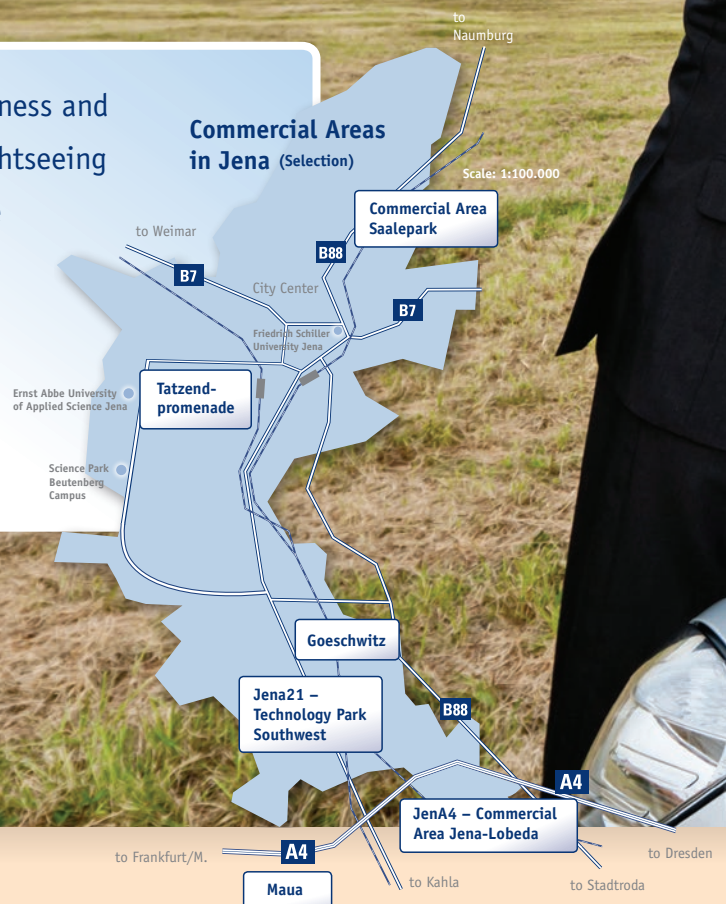 to
Naumburg
ness and
htseeing
Commercial Areas
in Jena (Selection)
Scale: 1:100.000
Commercial Area
Saalepark
to Weimar
B88
B7
City Center
B7
Friedrich Schiller
University Jena
Tatzend-
promenade
Ernst Abbe University
of Applied Science Jena
Science Park
Beutenberg
Campus
Goeschwitz
Jena21 –
Technology Park
Southwest
B88
A4
JenA4 – Commercial
Area Jena-Lobeda
A4
to Frankfurt/M.
to Dresden
to Kahla
to Stadtroda
Maua